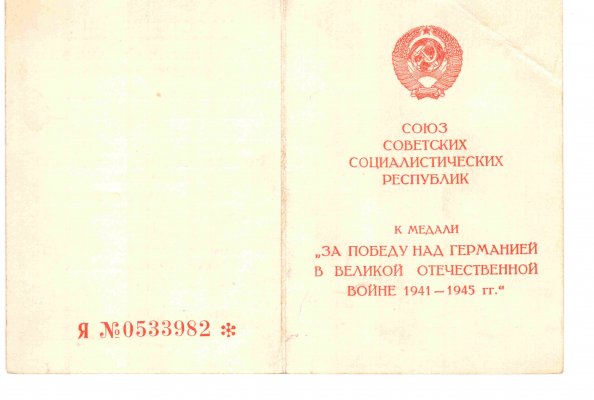 СОЮЗ
СОВЕТСКИХ
СОЦИАЛИСТИЧЕСКИХ
РЕСПУБЛИК
К МЕДАЛИ
„ЗА ПОБЕДУ НАД ГЕРМАНИЕЙ
В ВЕЛИКОЙ ОТЕЧЕСТВЕННОЙ
ВОЙНЕ 1941—1945 гг.“
Я №0533982 *